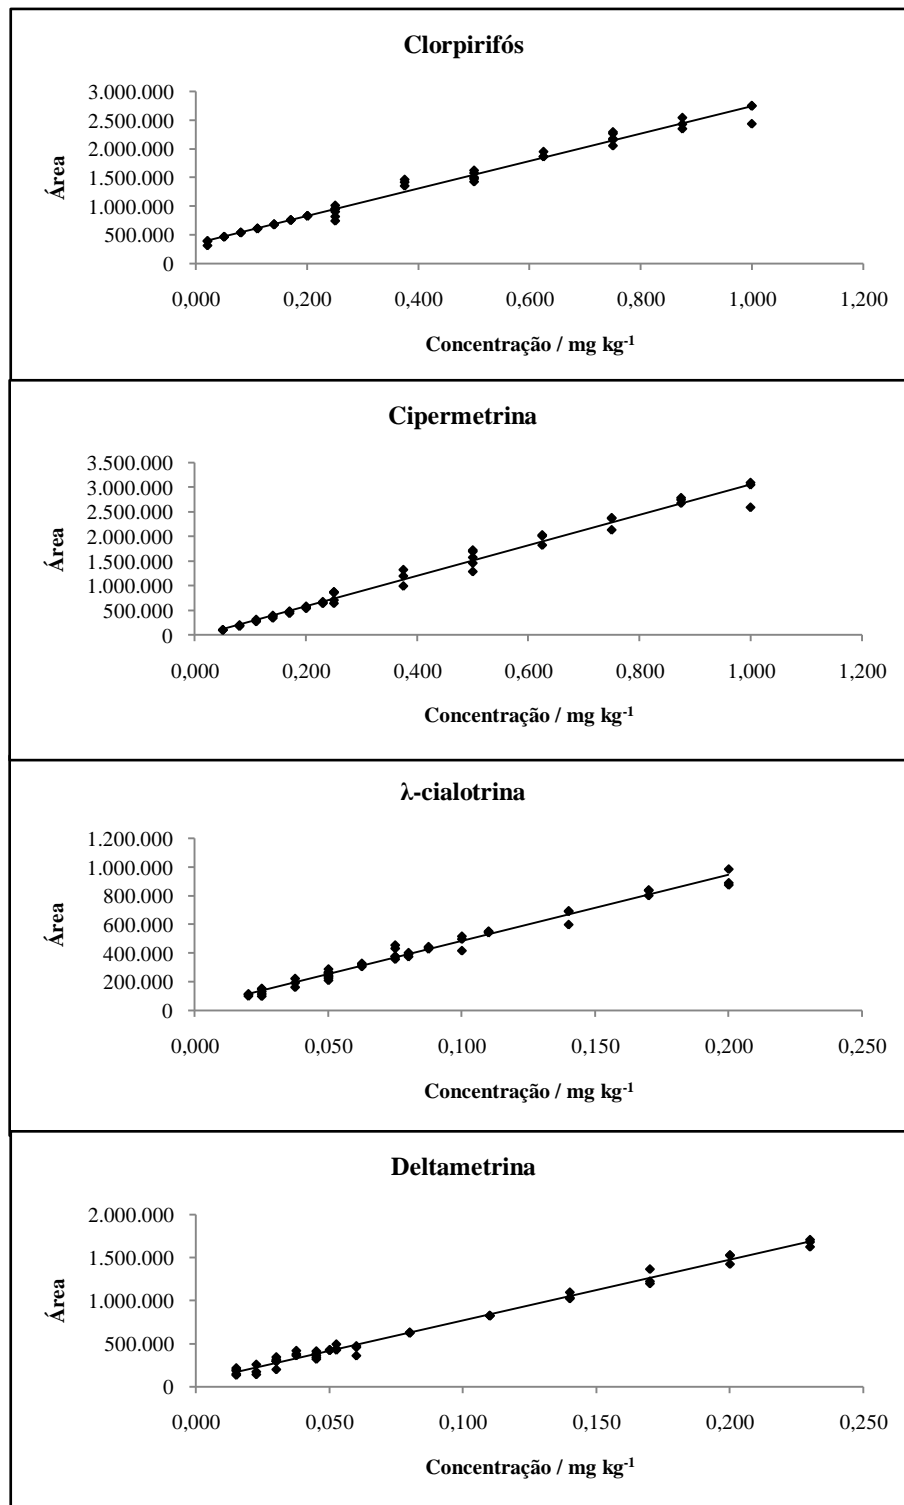 Clorpirifós
3.000.000
2.500.000
2.000.000
1.500.000
1.000.000
500.000
0
Área
0,000 0,200 0,400 0,600 0,800 1,000 1,200
Concentração / mg kg-1
Cipermetrina
3.500.000
3.000.000
2.500.000
2.000.000
1.500.000
1.000.000
500.000
0
Área
0,000 0,200 0,400 0,600 0,800 1,000 1,200
Concentração / mg kg-1
λ-cialotrina
1.200.000
1.000.000
800.000
600.000
400.000
200.000
0
Área
0,000 0,050 0,100 0,150 0,200 0,250
Concentração / mg kg-1
Deltametrina
2.000.000
1.500.000
1.000.000
500.000
0
Área
0,000 0,050 0,100 0,150 0,200 0,250
Concentração / mg kg-1